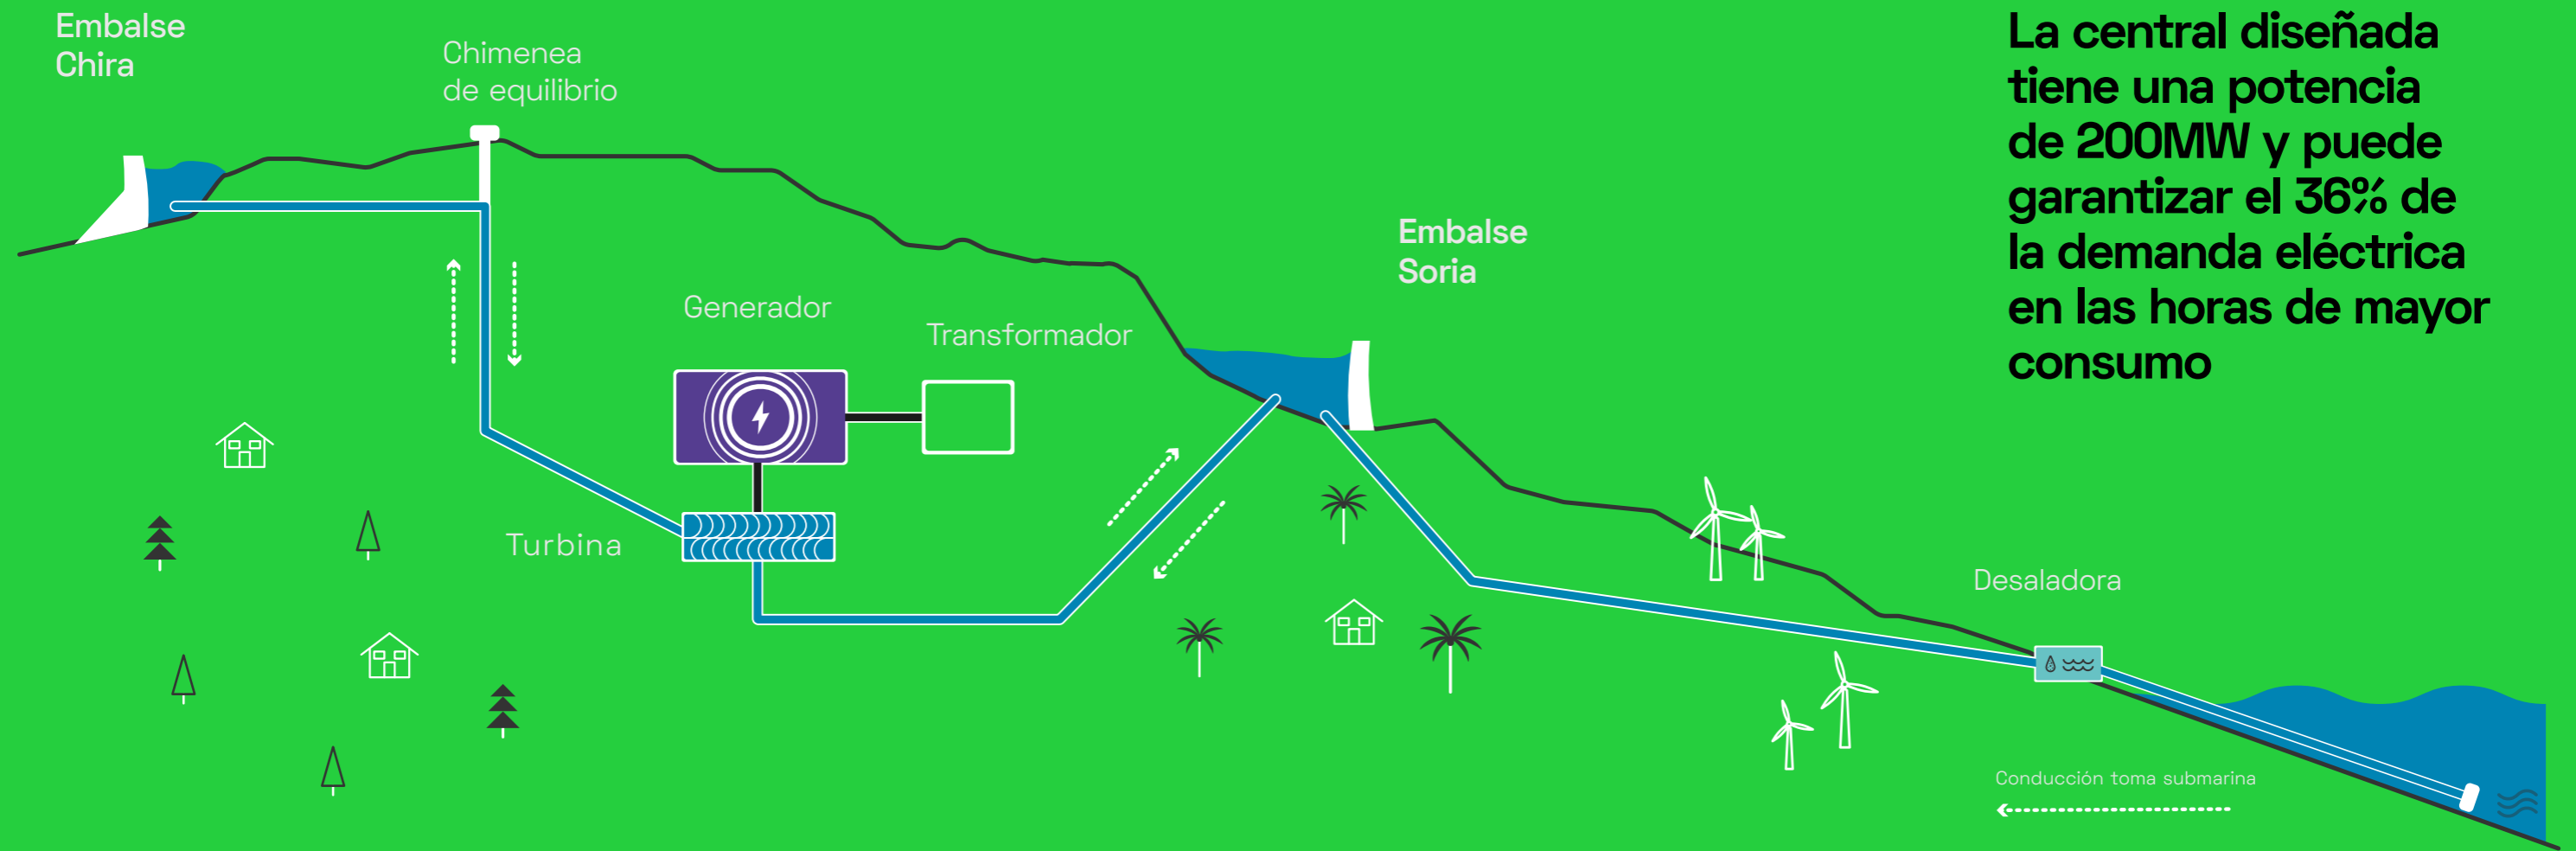 Embalse
Chira
Chimenea
de equilibrio
La central diseñada
tiene una potencia
de 200MW y puede
garantizar el 36% de
la demanda eléctrica
en las horas de mayor
consumo
Embalse
Soria
Generador
Transformador
Turbina
Desaladora
Conducción toma submarina